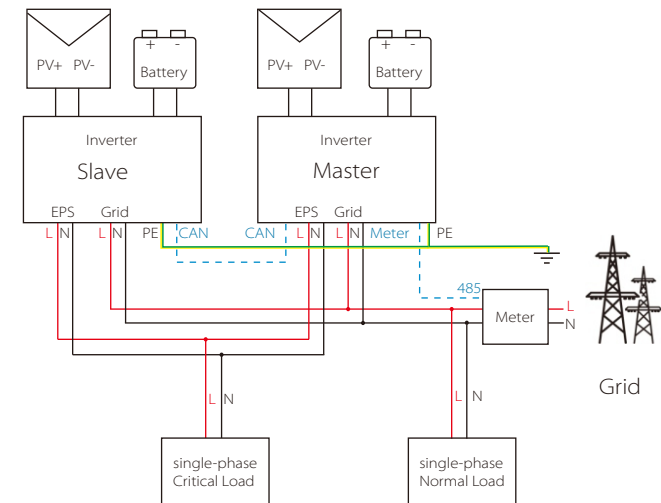 PV+ PV-
+ -
Battery
PV+ PV-
+ -
Battery
Inverter
Slave
EPS Grid
L N L N PE CAN
Inverter
Master
EPS Grid
CAN L N L N Meter PE
485
Meter
L
N
Grid
L N
L N
single-phase
Critical Load
single-phase
Normal Load